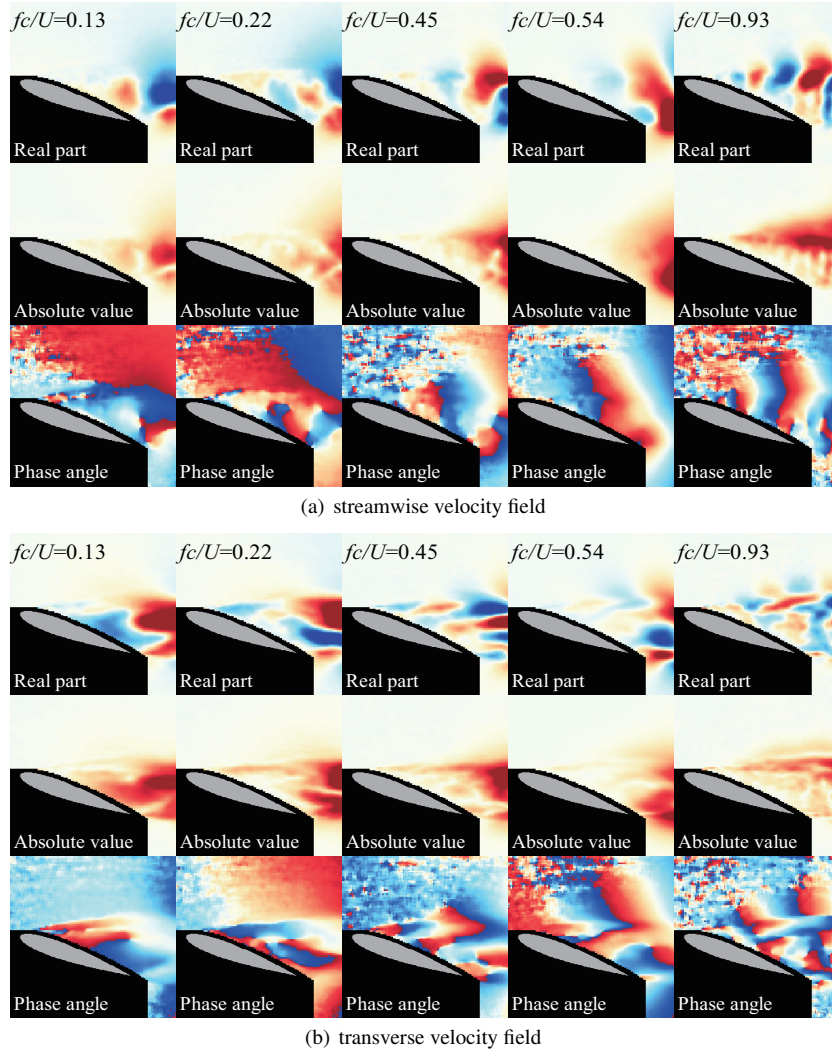 fc/U=0.13 fc/U=0.22 fc/U=0.45 fc/U=0.54 fc/U=0.93
Real part Real part Real part Real part Real part
Absolute value Absolute value Absolute value Absolute value Absolute value
Phase angle Phase angle Phase angle Phase angle Phase angle
(a) streamwise velocity field
fc/U=0.13 fc/U=0.22 fc/U=0.45 fc/U=0.54 fc/U=0.93
Real part Real part Real part Real part Real part
Absolute value Absolute value Absolute value Absolute value Absolute value
Phase angle Phase angle Phase angle Phase angle Phase angle
(b) transverse velocity field